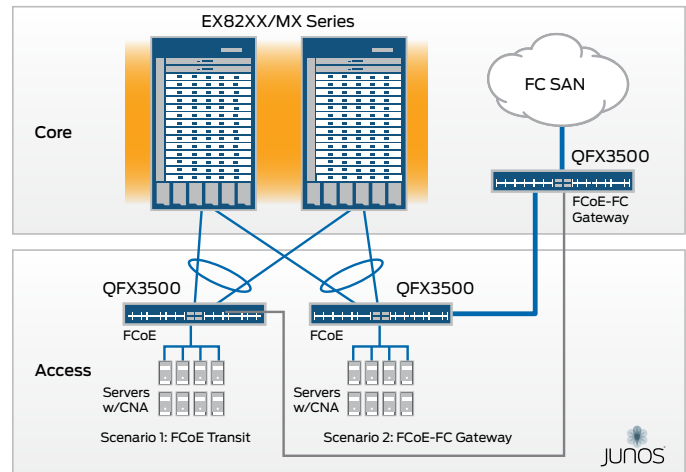 EX82XX/MX Series
FC SAN
Core
QFX3500
FCoE-FC
Gateway
QFX3500
QFX3500
FCoE
FCoE
Access
Servers
w/CNA
Servers
w/CNA
Scenario 1: FCoE Transit
Scenario 2: FCoE-FC Gateway
JUNOS